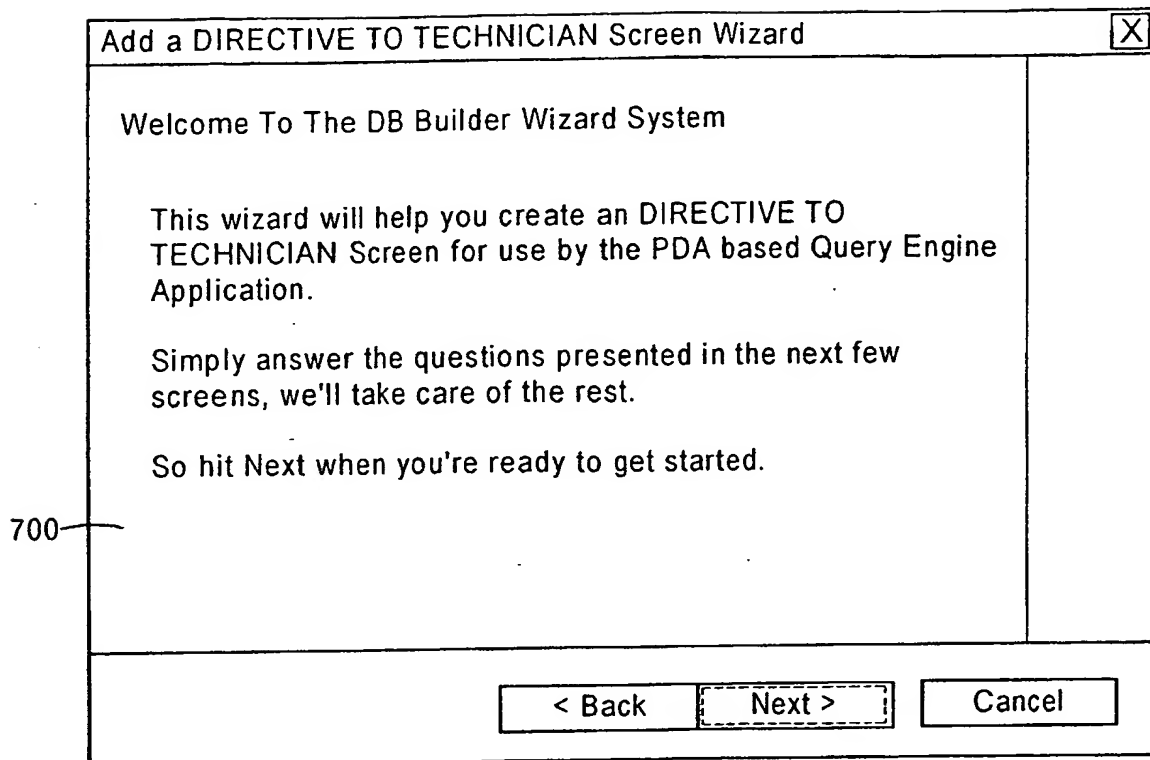 Add a DIRECTIVE TO TECHNICIAN Screen Wizard X
Welcome To The DB Builder Wizard System
This wizard will help you create an DIRECTIVE TO
TECHNICIAN Screen for use by the PDA based Query Engine
Application.
Simply answer the questions presented in the next few
screens, we'll take care of the rest.
So hit Next when you're ready to get started.
700
< Back Next > Cancel